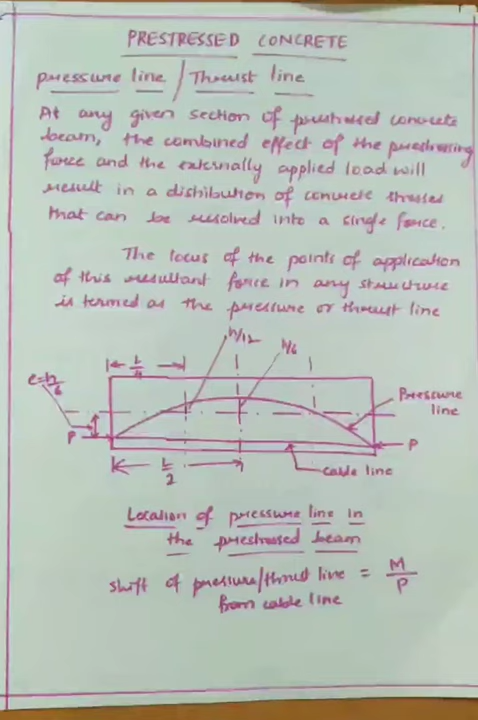 PRESTRESSED CONCRETE
pressure line / Thrust line
At any given section of prestressed concrete
beam, the combined effect of the prestressing
force and the externally applied load will
result in a distribution of concrete stresses
that can be resolved into a single force.
The locus of the points of application
of this resultant force in any structure
is termed as the pressure or thrust line
h/12
h/6
L/4
e=h/6
Pressure
line
P
P
L/2
cable line
Location of pressure line in
the prestressed beam
shift of pressure/thrust line = M/P
from cable line